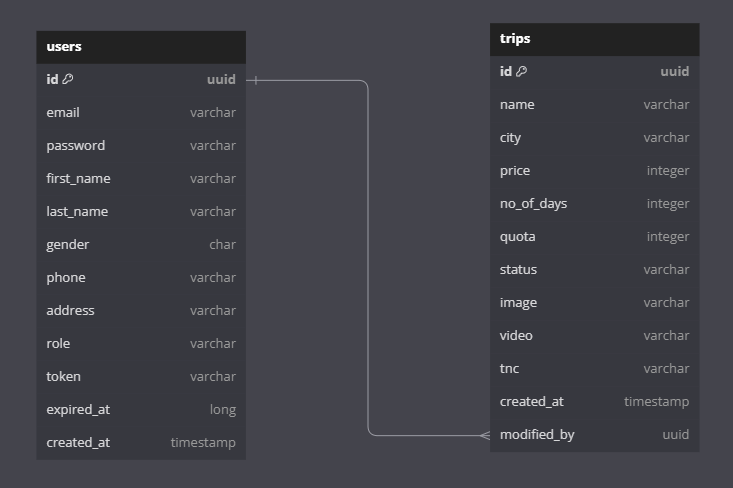 users
id uuid
email varchar
password varchar
first_name varchar
last_name varchar
gender char
phone varchar
address varchar
role varchar
token varchar
expired_at long
created_at timestamp
trips
id uuid
name varchar
city varchar
price integer
no_of_days integer
quota integer
status varchar
image varchar
video varchar
tnc varchar
created_at timestamp
modified_by uuid